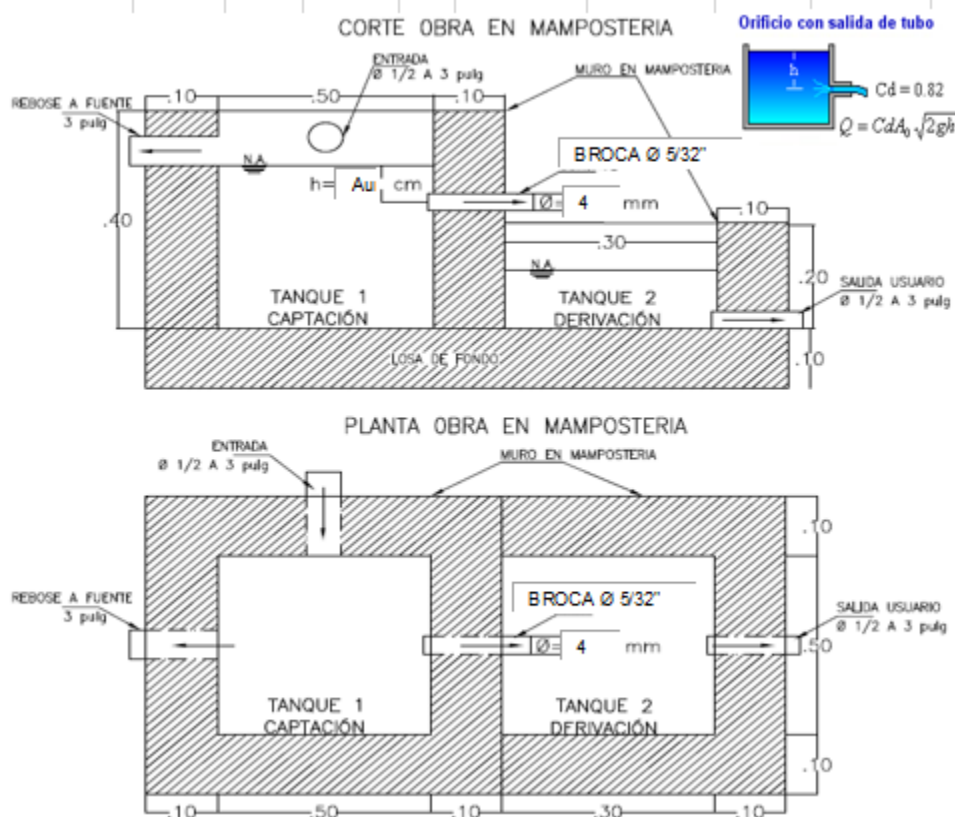 CORTE OBRA EN MAMPOSTERIA
Orificio con salida de tubo
h
Cd = 0.82
Q = CdA₀ √2gh
ENTRADA
Ø 1/2 A 3 pulg
MURO EN MAMPOSTERIA
REBOSE A FUENTE
3 pulg
.10
.50
.10
N.A.
h= Au cm
BROCA Ø 5/32"
Ø= 4 mm
.40
.10
.30
N.A.
.20
TANQUE 1
CAPTACIÓN
TANQUE 2
DERIVACIÓN
SALIDA USUARIO
Ø 1/2 A 3 pulg
LOSA DE FONDO
.10
PLANTA OBRA EN MAMPOSTERIA
ENTRADA
Ø 1/2 A 3 pulg
MURO EN MAMPOSTERIA
.10
REBOSE A FUENTE
3 pulg
BROCA Ø 5/32"
Ø= 4 mm
SALIDA USUARIO
Ø 1/2 A 3 pulg
.50
TANQUE 1
CAPTACIÓN
TANQUE 2
DERIVACIÓN
.10
.10
.50
.10
.30
.10